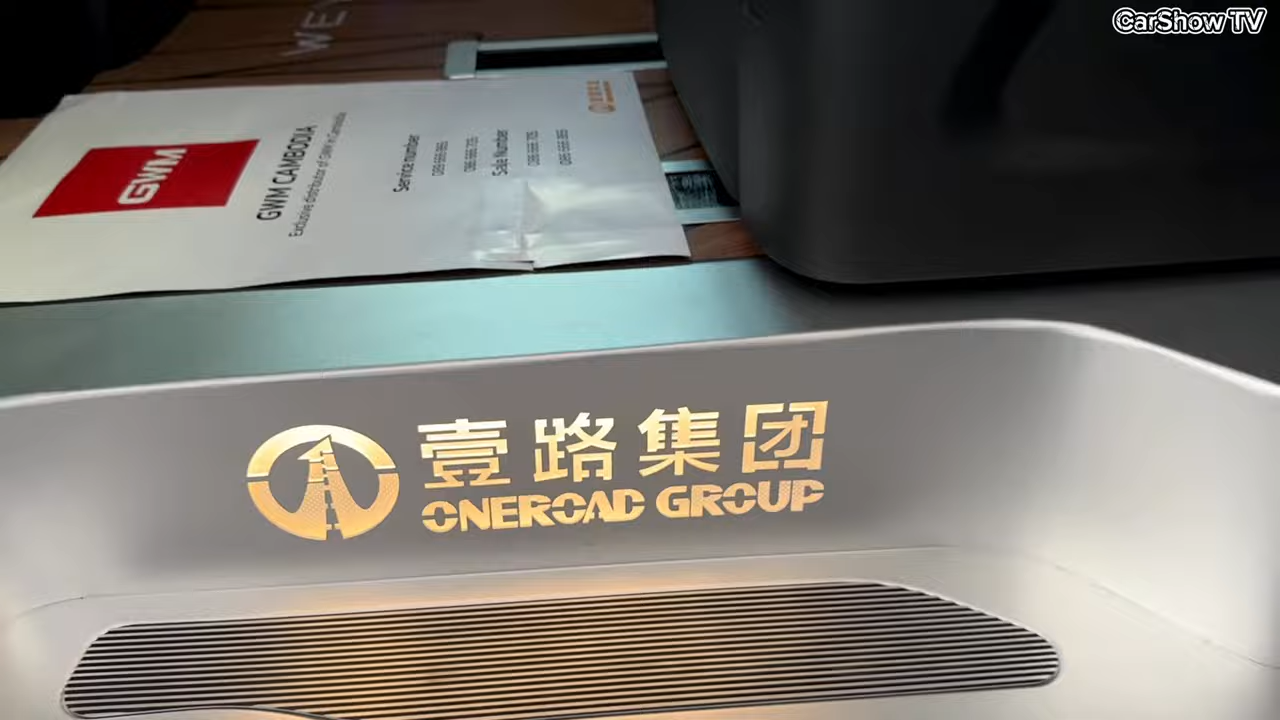 CarShow TV
GWM
GWM CAMBODIA
Exclusive distributor of GWM in Cambodia
Service number
Sale Number
壹路集团
ONEROAD GROUP